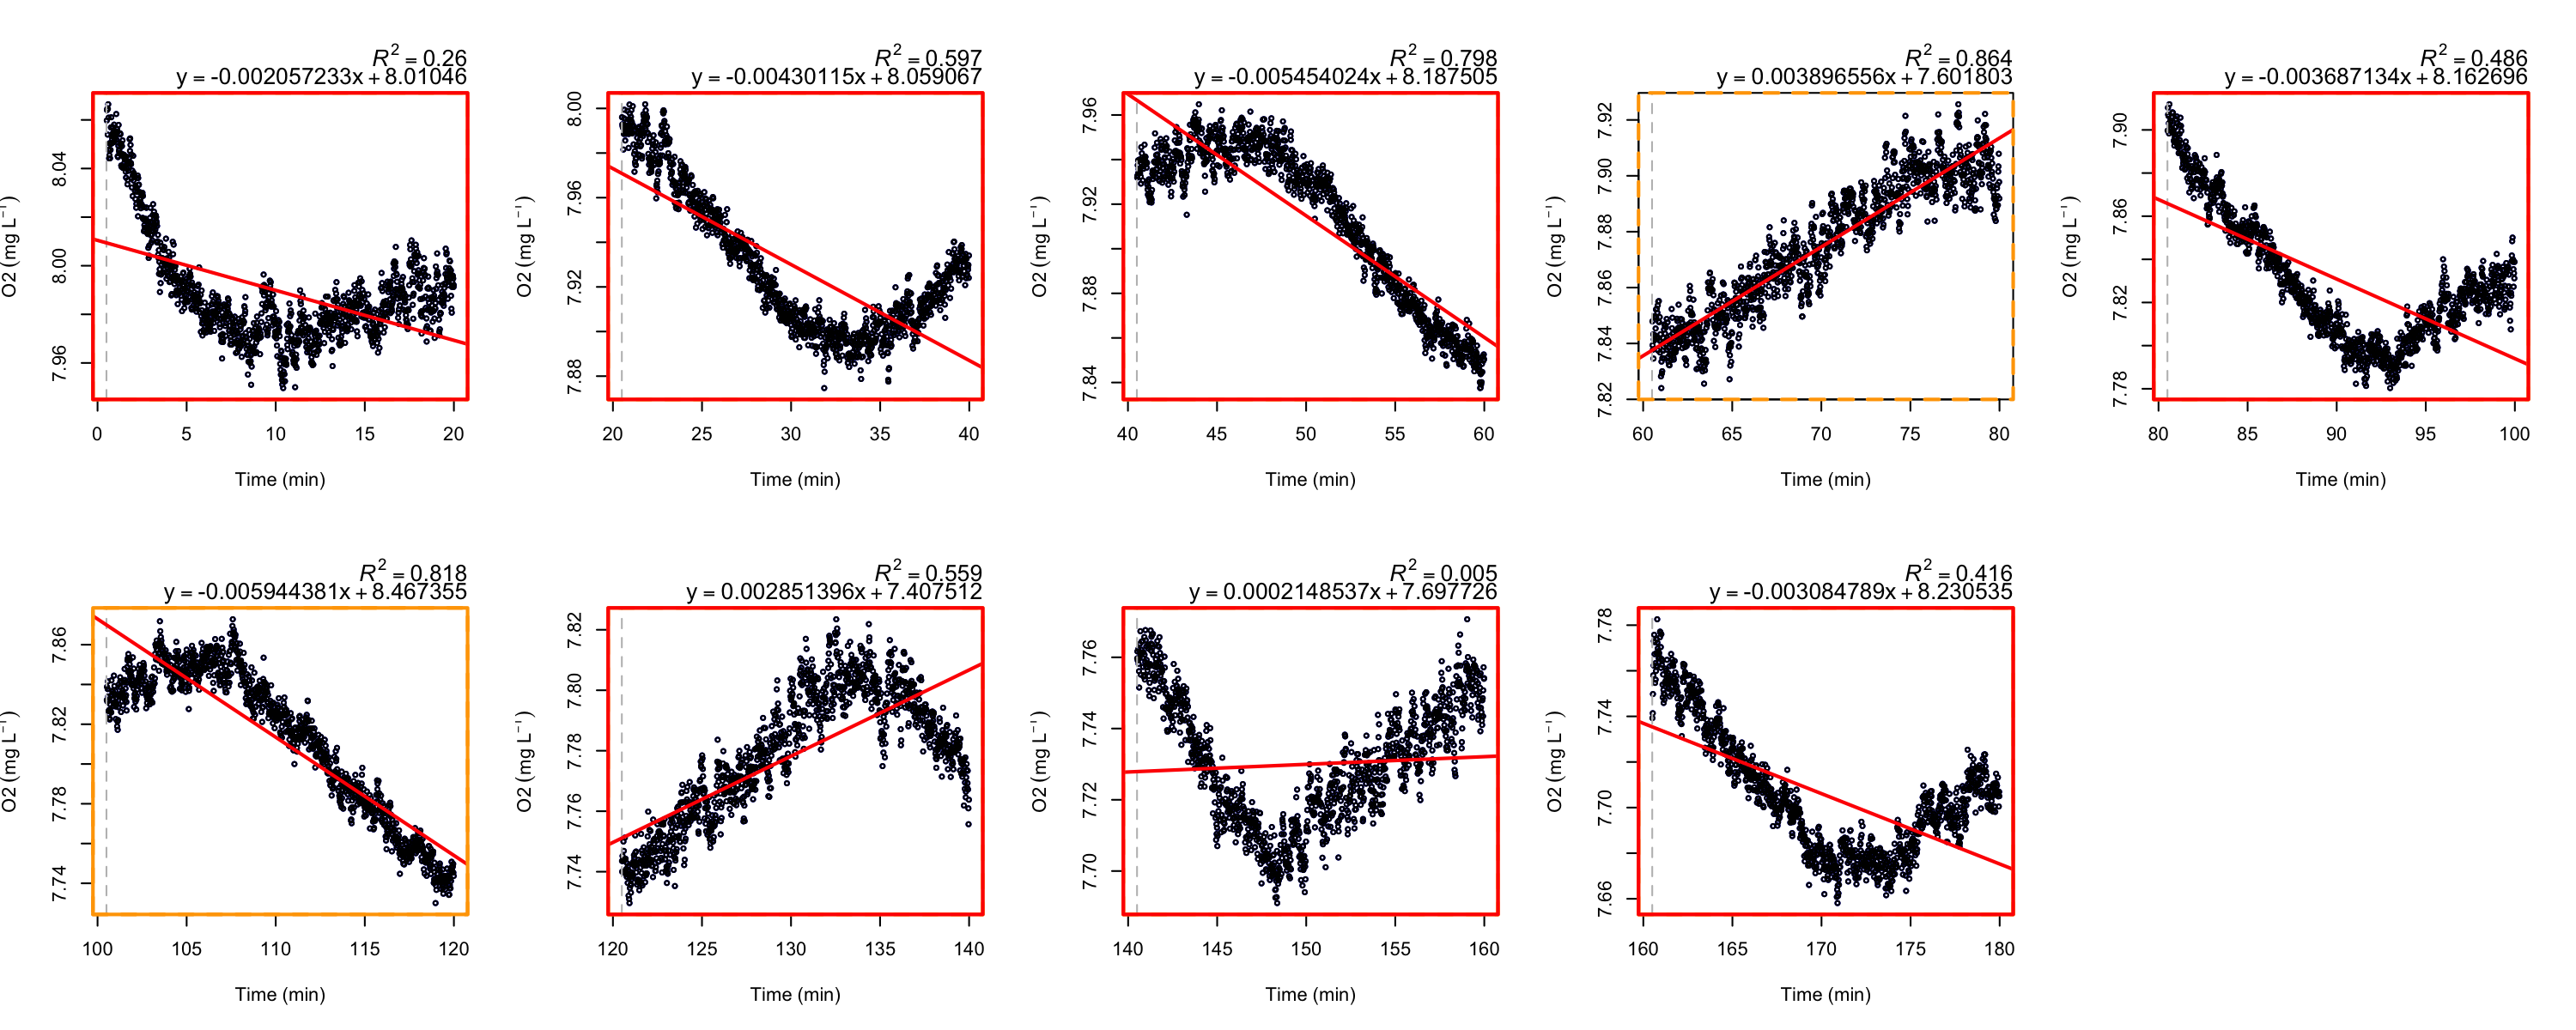 R² = 0.26
y = -0.002057233x + 8.01046
O2 (mg L⁻¹)
7.96 8.00 8.04
0 5 10 15 20
Time (min)
R² = 0.597
y = -0.00430115x + 8.059067
O2 (mg L⁻¹)
7.88 7.92 7.96 8.00
20 25 30 35 40
Time (min)
R² = 0.798
y = -0.005454024x + 8.187505
O2 (mg L⁻¹)
7.84 7.88 7.92 7.96
40 45 50 55 60
Time (min)
R² = 0.864
y = 0.003896556x + 7.601803
O2 (mg L⁻¹)
7.82 7.84 7.86 7.88 7.90 7.92
60 65 70 75 80
Time (min)
R² = 0.486
y = -0.003687134x + 8.162696
O2 (mg L⁻¹)
7.78 7.82 7.86 7.90
80 85 90 95 100
Time (min)
R² = 0.818
y = -0.005944381x + 8.467355
O2 (mg L⁻¹)
7.74 7.78 7.82 7.86
100 105 110 115 120
Time (min)
R² = 0.559
y = 0.002851396x + 7.407512
O2 (mg L⁻¹)
7.74 7.76 7.78 7.80 7.82
120 125 130 135 140
Time (min)
R² = 0.005
y = 0.0002148537x + 7.697726
O2 (mg L⁻¹)
7.70 7.72 7.74 7.76
140 145 150 155 160
Time (min)
R² = 0.416
y = -0.003084789x + 8.230535
O2 (mg L⁻¹)
7.66 7.70 7.74 7.78
160 165 170 175 180
Time (min)